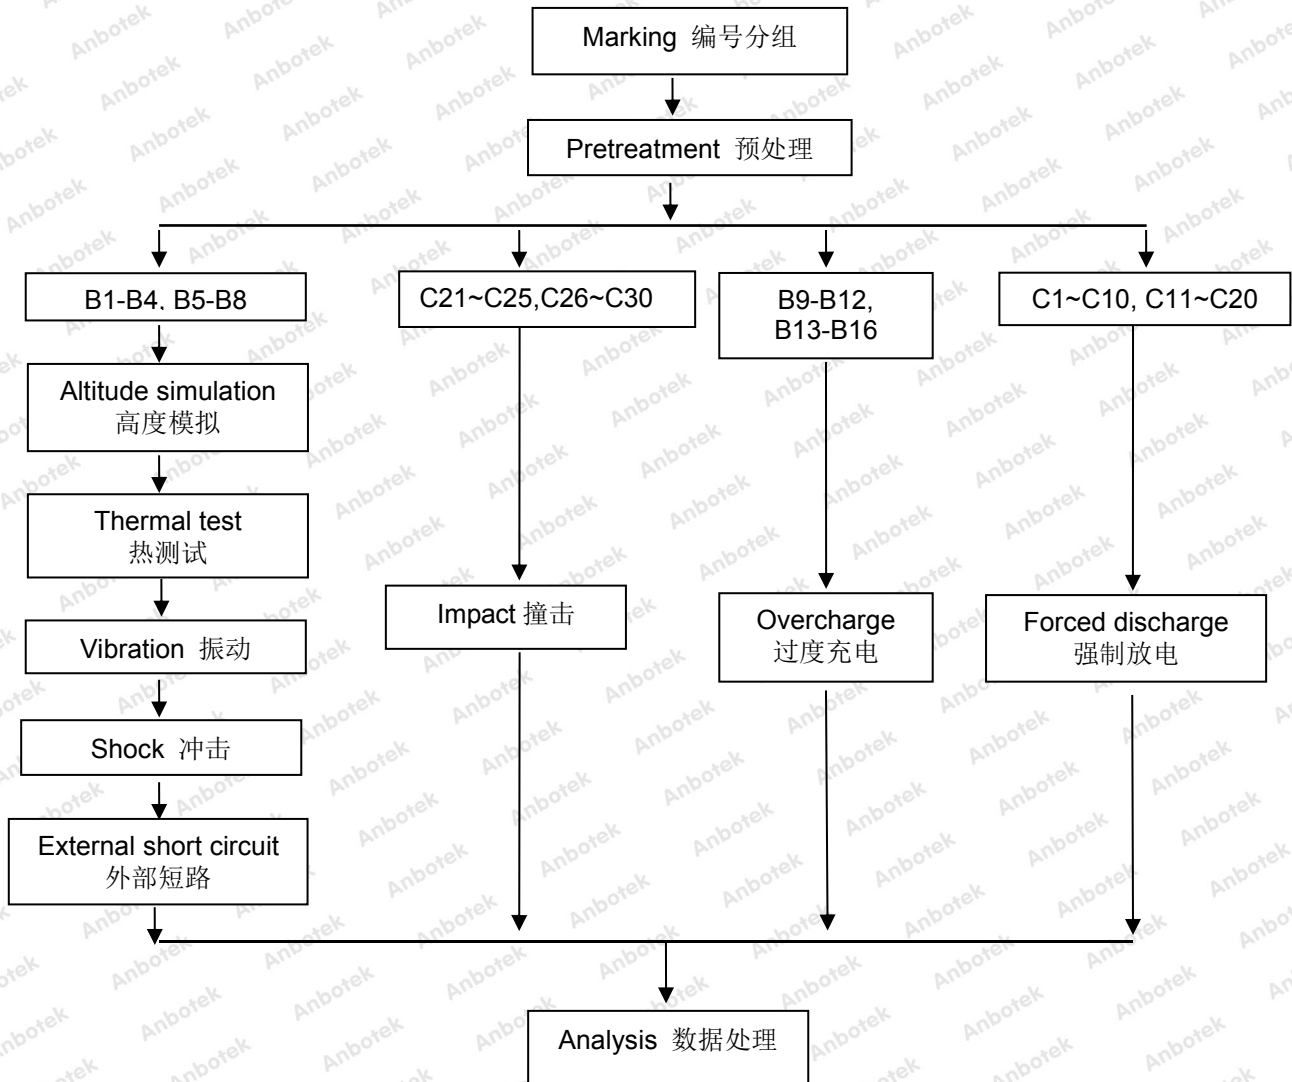 Marking 编号分组
Pretreatment 预处理
B1-B4, B5-B8
C21~C25,C26~C30
B9-B12,
B13-B16
C1~C10, C11~C20
Altitude simulation
高度模拟
Thermal test
热测试
Vibration 振动
Shock 冲击
External short circuit
外部短路
Impact 撞击
Overcharge
过度充电
Forced discharge
强制放电
Analysis 数据处理
Anbotek